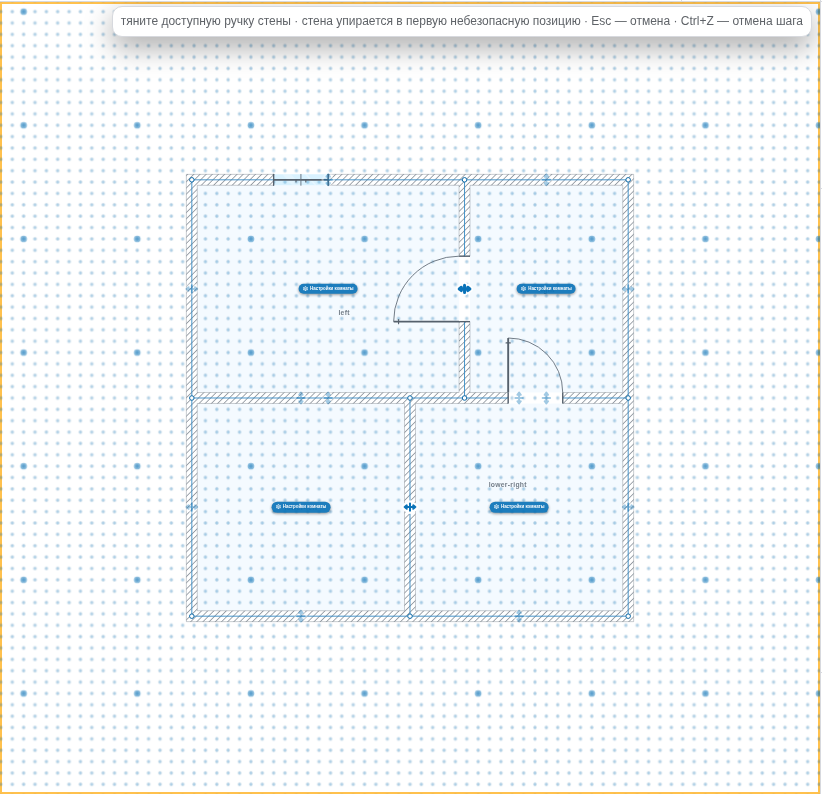 тяните доступную ручку стены · стена упирается в первую небезопасную позицию · Esc — отмена · Ctrl+Z — отмена шага
Настройки комнаты
Настройки комнаты
left
lower-right
Настройки комнаты
Настройки комнаты